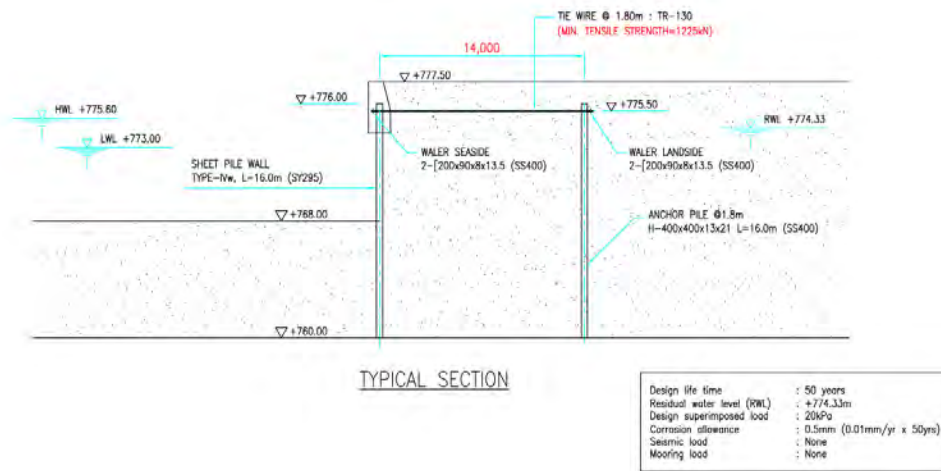 TIE WIRE @ 1.80m : TR-130
(MIN. TENSILE STRENGTH=1225kN)
14,000
+777.50
+776.00
+775.50
HWL +775.60
RWL +774.33
LWL +773.00
WALER SEASIDE
2-[200x90x8x13.5 (SS400)
WALER LANDSIDE
2-[200x90x8x13.5 (SS400)
SHEET PILE WALL
TYPE-IVw, L=16.0m (SY295)
+768.00
ANCHOR PILE @1.8m
H-400x400x13x21 L=16.0m (SS400)
+760.00
TYPICAL SECTION
Design life time : 50 years
Residual water level (RWL) : +774.33m
Design superimposed load : 20kPa
Corrosion allowance : 0.5mm (0.01mm/yr x 50yrs)
Seismic load : None
Mooring load : None